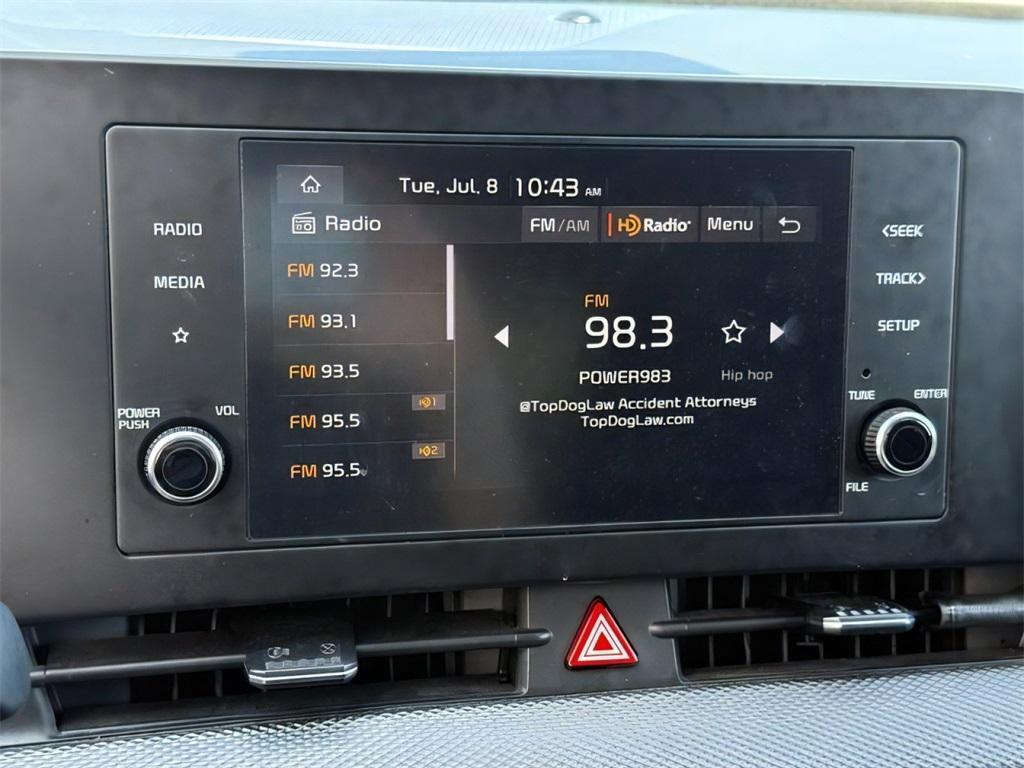 Tue, Jul. 8 10:43 AM
Radio FM/AM HD Radio Menu
FM 92.3
FM 93.1
FM 93.5
FM 95.5 HD1
FM 95.5 HD2
FM
98.3
POWER983 Hip hop
@TopDogLaw Accident Attorneys
TopDogLaw.com
RADIO
MEDIA
POWER PUSH
VOL
<SEEK
TRACK>
SETUP
TUNE
ENTER
FILE